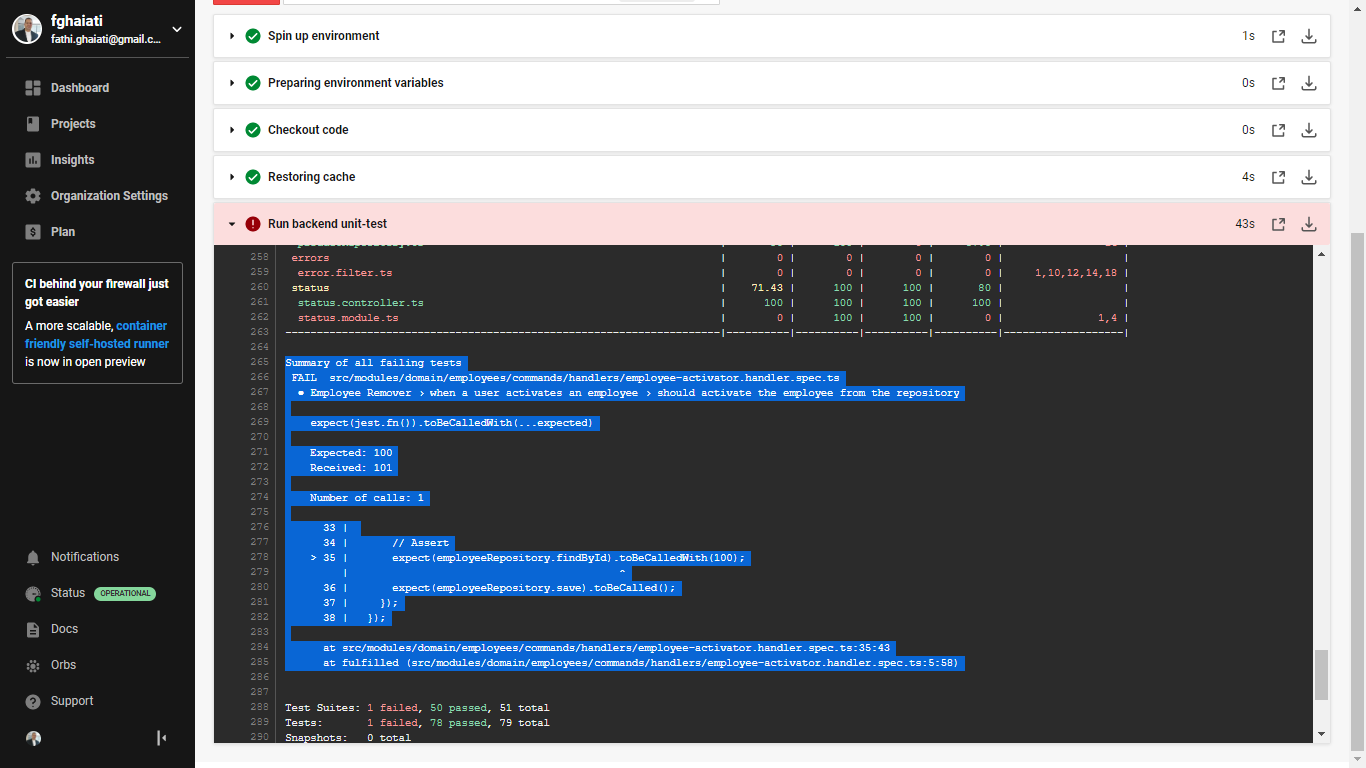 fghaiati
fathi.ghaiati@gmail.c...
Dashboard
Projects
Insights
Organization Settings
Plan
CI behind your firewall just
got easier
A more scalable, container
friendly self-hosted runner
is now in open preview
Notifications
Status OPERATIONAL
Docs
Orbs
Support
Spin up environment 1s
Preparing environment variables 0s
Checkout code 0s
Restoring cache 4s
Run backend unit-test 43s
258 errors | 0 | 0 | 0 | 0 | |
259 error.filter.ts | 0 | 0 | 0 | 0 | 1,10,12,14,18 |
260 status | 71.43 | 100 | 100 | 80 | |
261 status.controller.ts | 100 | 100 | 100 | 100 | |
262 status.module.ts | 0 | 100 | 100 | 0 | 1,4 |
263 ----------------------------------------------------------------------|----------|----------|----------|----------|-------------------|
264
265 Summary of all failing tests
266 FAIL src/modules/domain/employees/commands/handlers/employee-activator.handler.spec.ts
267 ● Employee Remover › when a user activates an employee › should activate the employee from the repository
268
269 expect(jest.fn()).toBeCalledWith(...expected)
270
271 Expected: 100
272 Received: 101
273
274 Number of calls: 1
275
276 33 |
277 34 | // Assert
278 > 35 | expect(employeeRepository.findById).toBeCalledWith(100);
279 | ^
280 36 | expect(employeeRepository.save).toBeCalled();
281 37 | });
282 38 | });
283
284 at src/modules/domain/employees/commands/handlers/employee-activator.handler.spec.ts:35:43
285 at fulfilled (src/modules/domain/employees/commands/handlers/employee-activator.handler.spec.ts:5:58)
286
287
288 Test Suites: 1 failed, 50 passed, 51 total
289 Tests: 1 failed, 78 passed, 79 total
290 Snapshots: 0 total